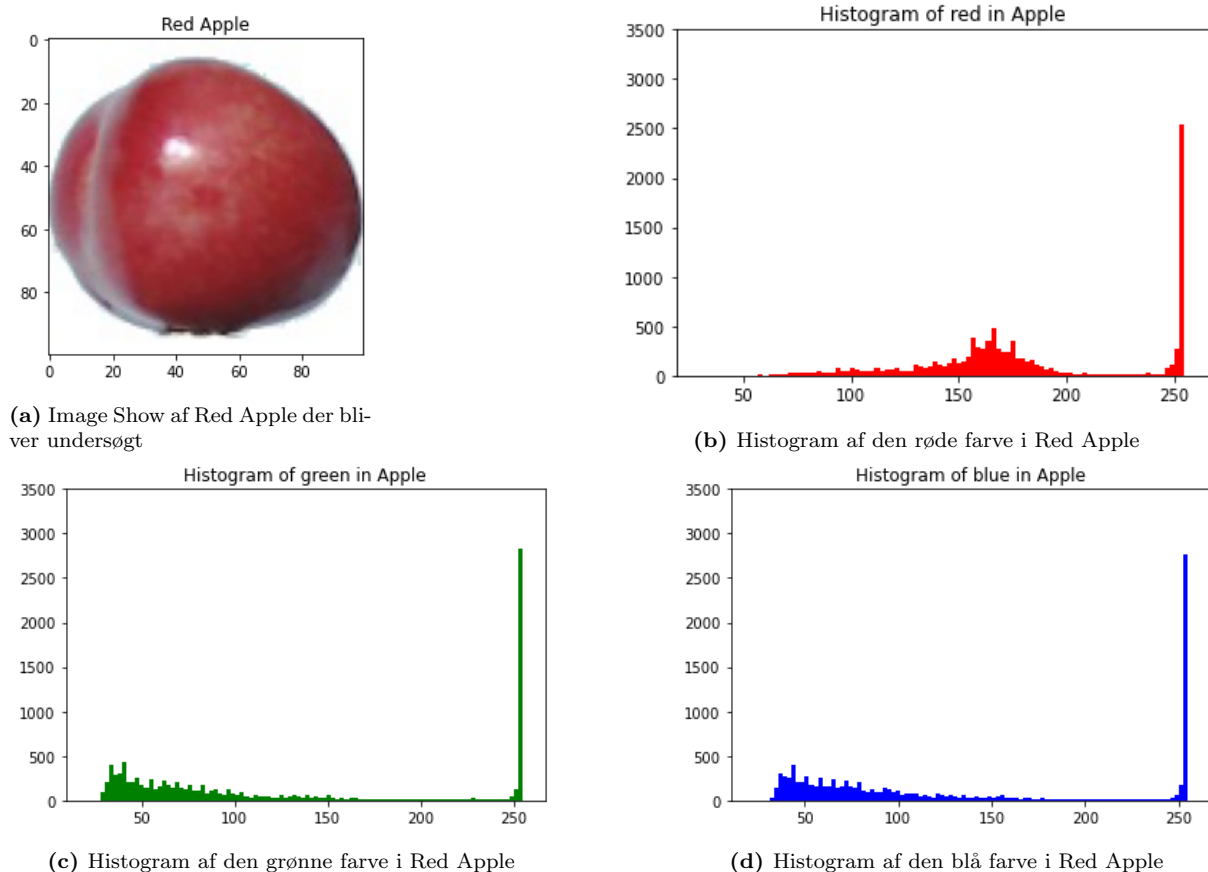 Red Apple
0
20
40
60
80
0 20 40 60 80
(a) Image Show af Red Apple der bli-
ver undersøgt
Histogram of red in Apple
3500
3000
2500
2000
1500
1000
500
0
50 100 150 200 250
(b) Histogram af den røde farve i Red Apple
Histogram of green in Apple
3500
3000
2500
2000
1500
1000
500
0
50 100 150 200 250
(c) Histogram af den grønne farve i Red Apple
Histogram of blue in Apple
3500
3000
2500
2000
1500
1000
500
0
50 100 150 200 250
(d) Histogram af den blå farve i Red Apple